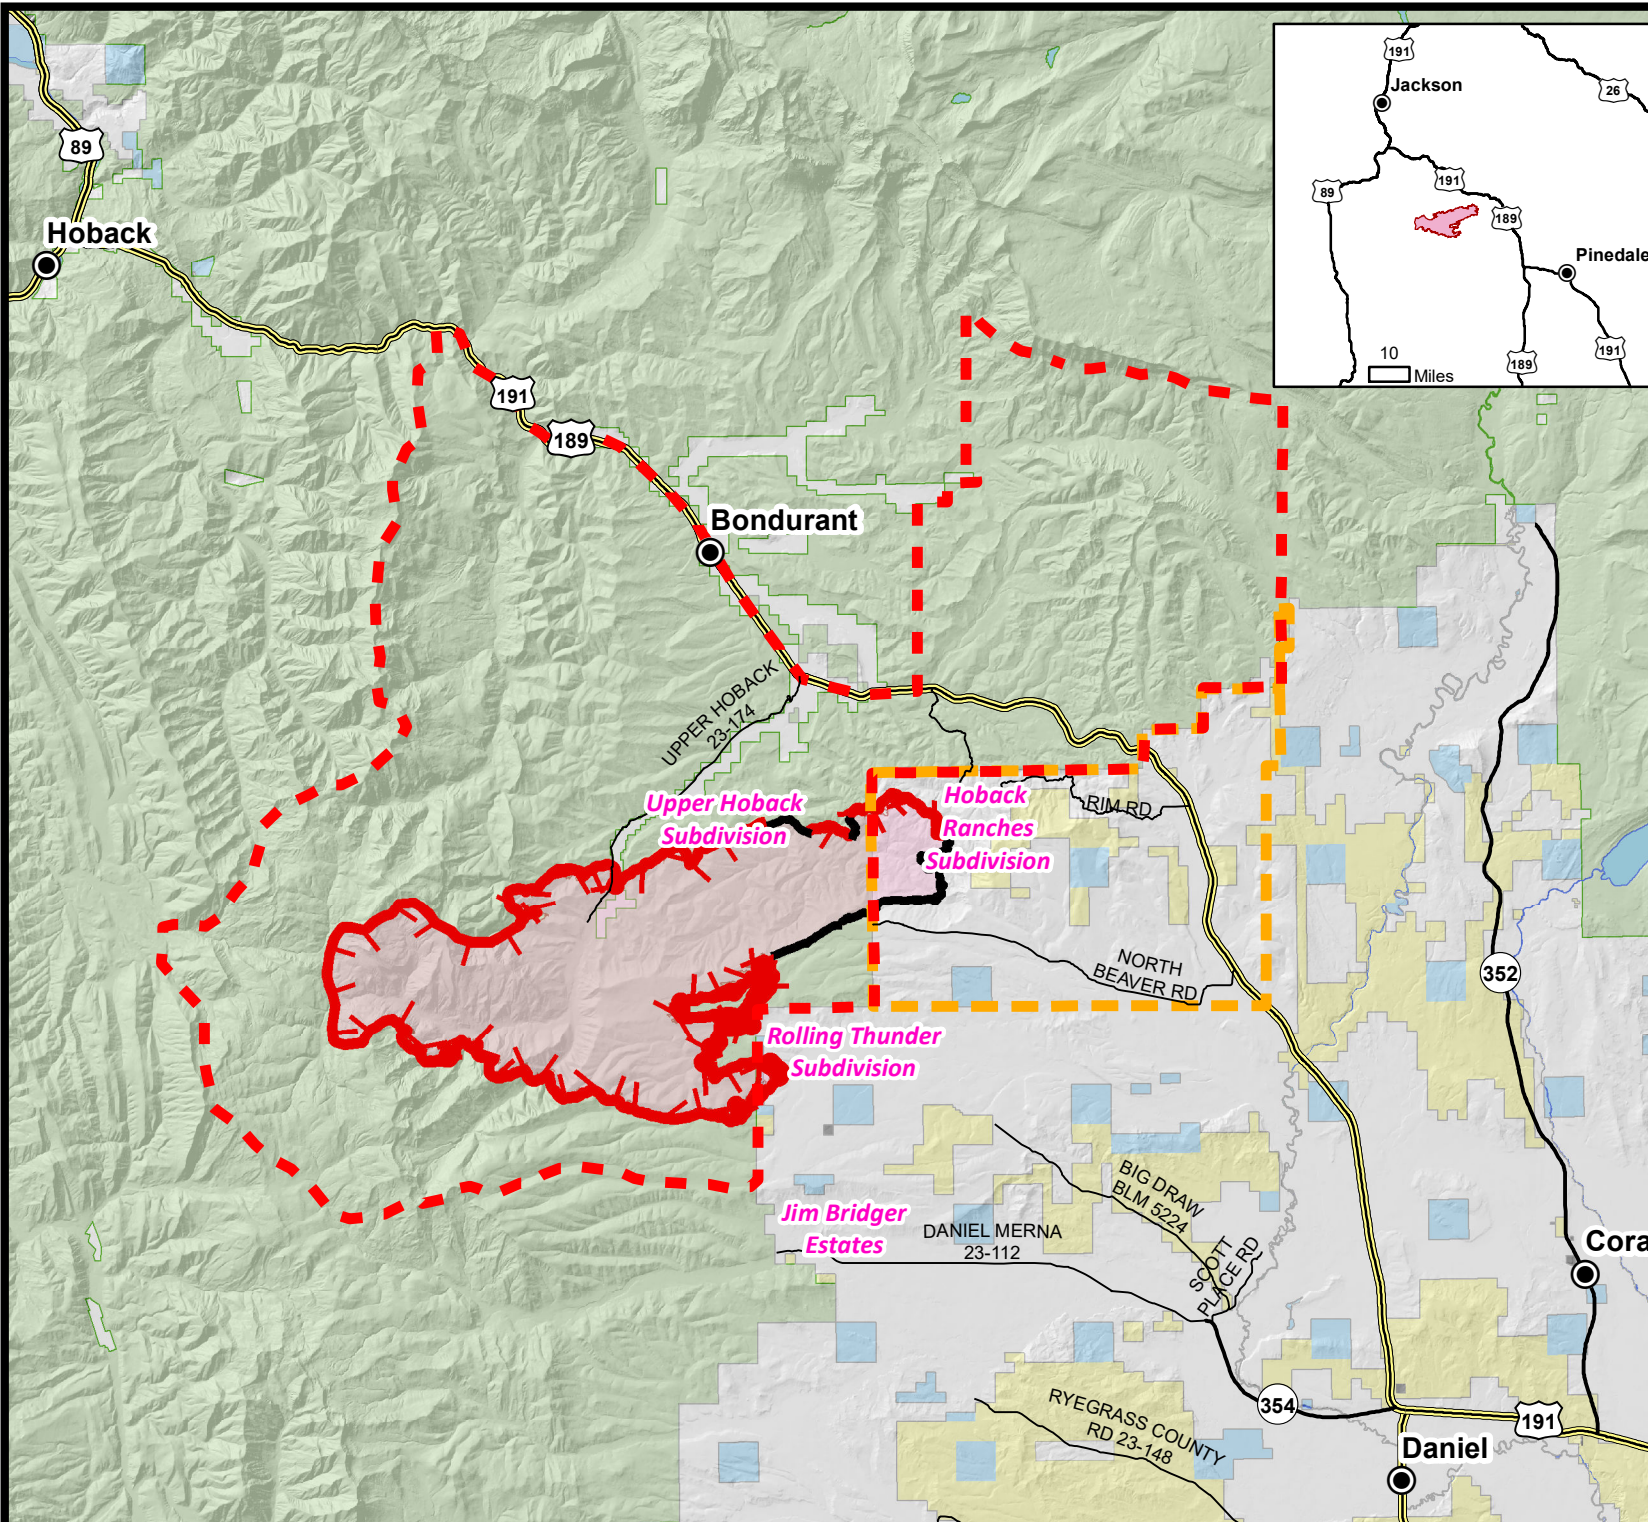 191
Jackson
26
89
191
189
Pinedale
10
Miles
189
191
89
Hoback
191
189
Bondurant
UPPER HOBACK
23-174
Upper Hoback
Subdivision
Hoback
Ranches
Subdivision
RIM RD
NORTH
BEAVER RD
352
Rolling Thunder
Subdivision
BIG DRAW
BLM 5224
Jim Bridger
Estates
DANIEL MERNA
23-112
SCOTT
PLACE RD
Cora
354
RYEGRASS COUNTY
RD 23-148
191
Daniel